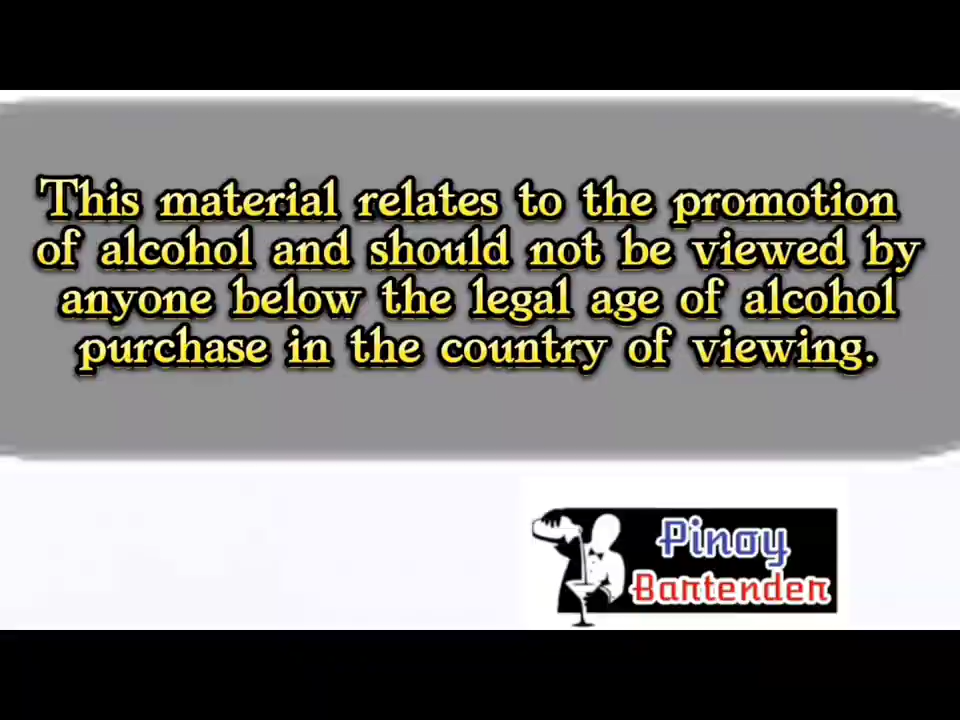 This material relates to the promotion
of alcohol and should not be viewed by
anyone below the legal age of alcohol
purchase in the country of viewing.
Pinoy
Bartender